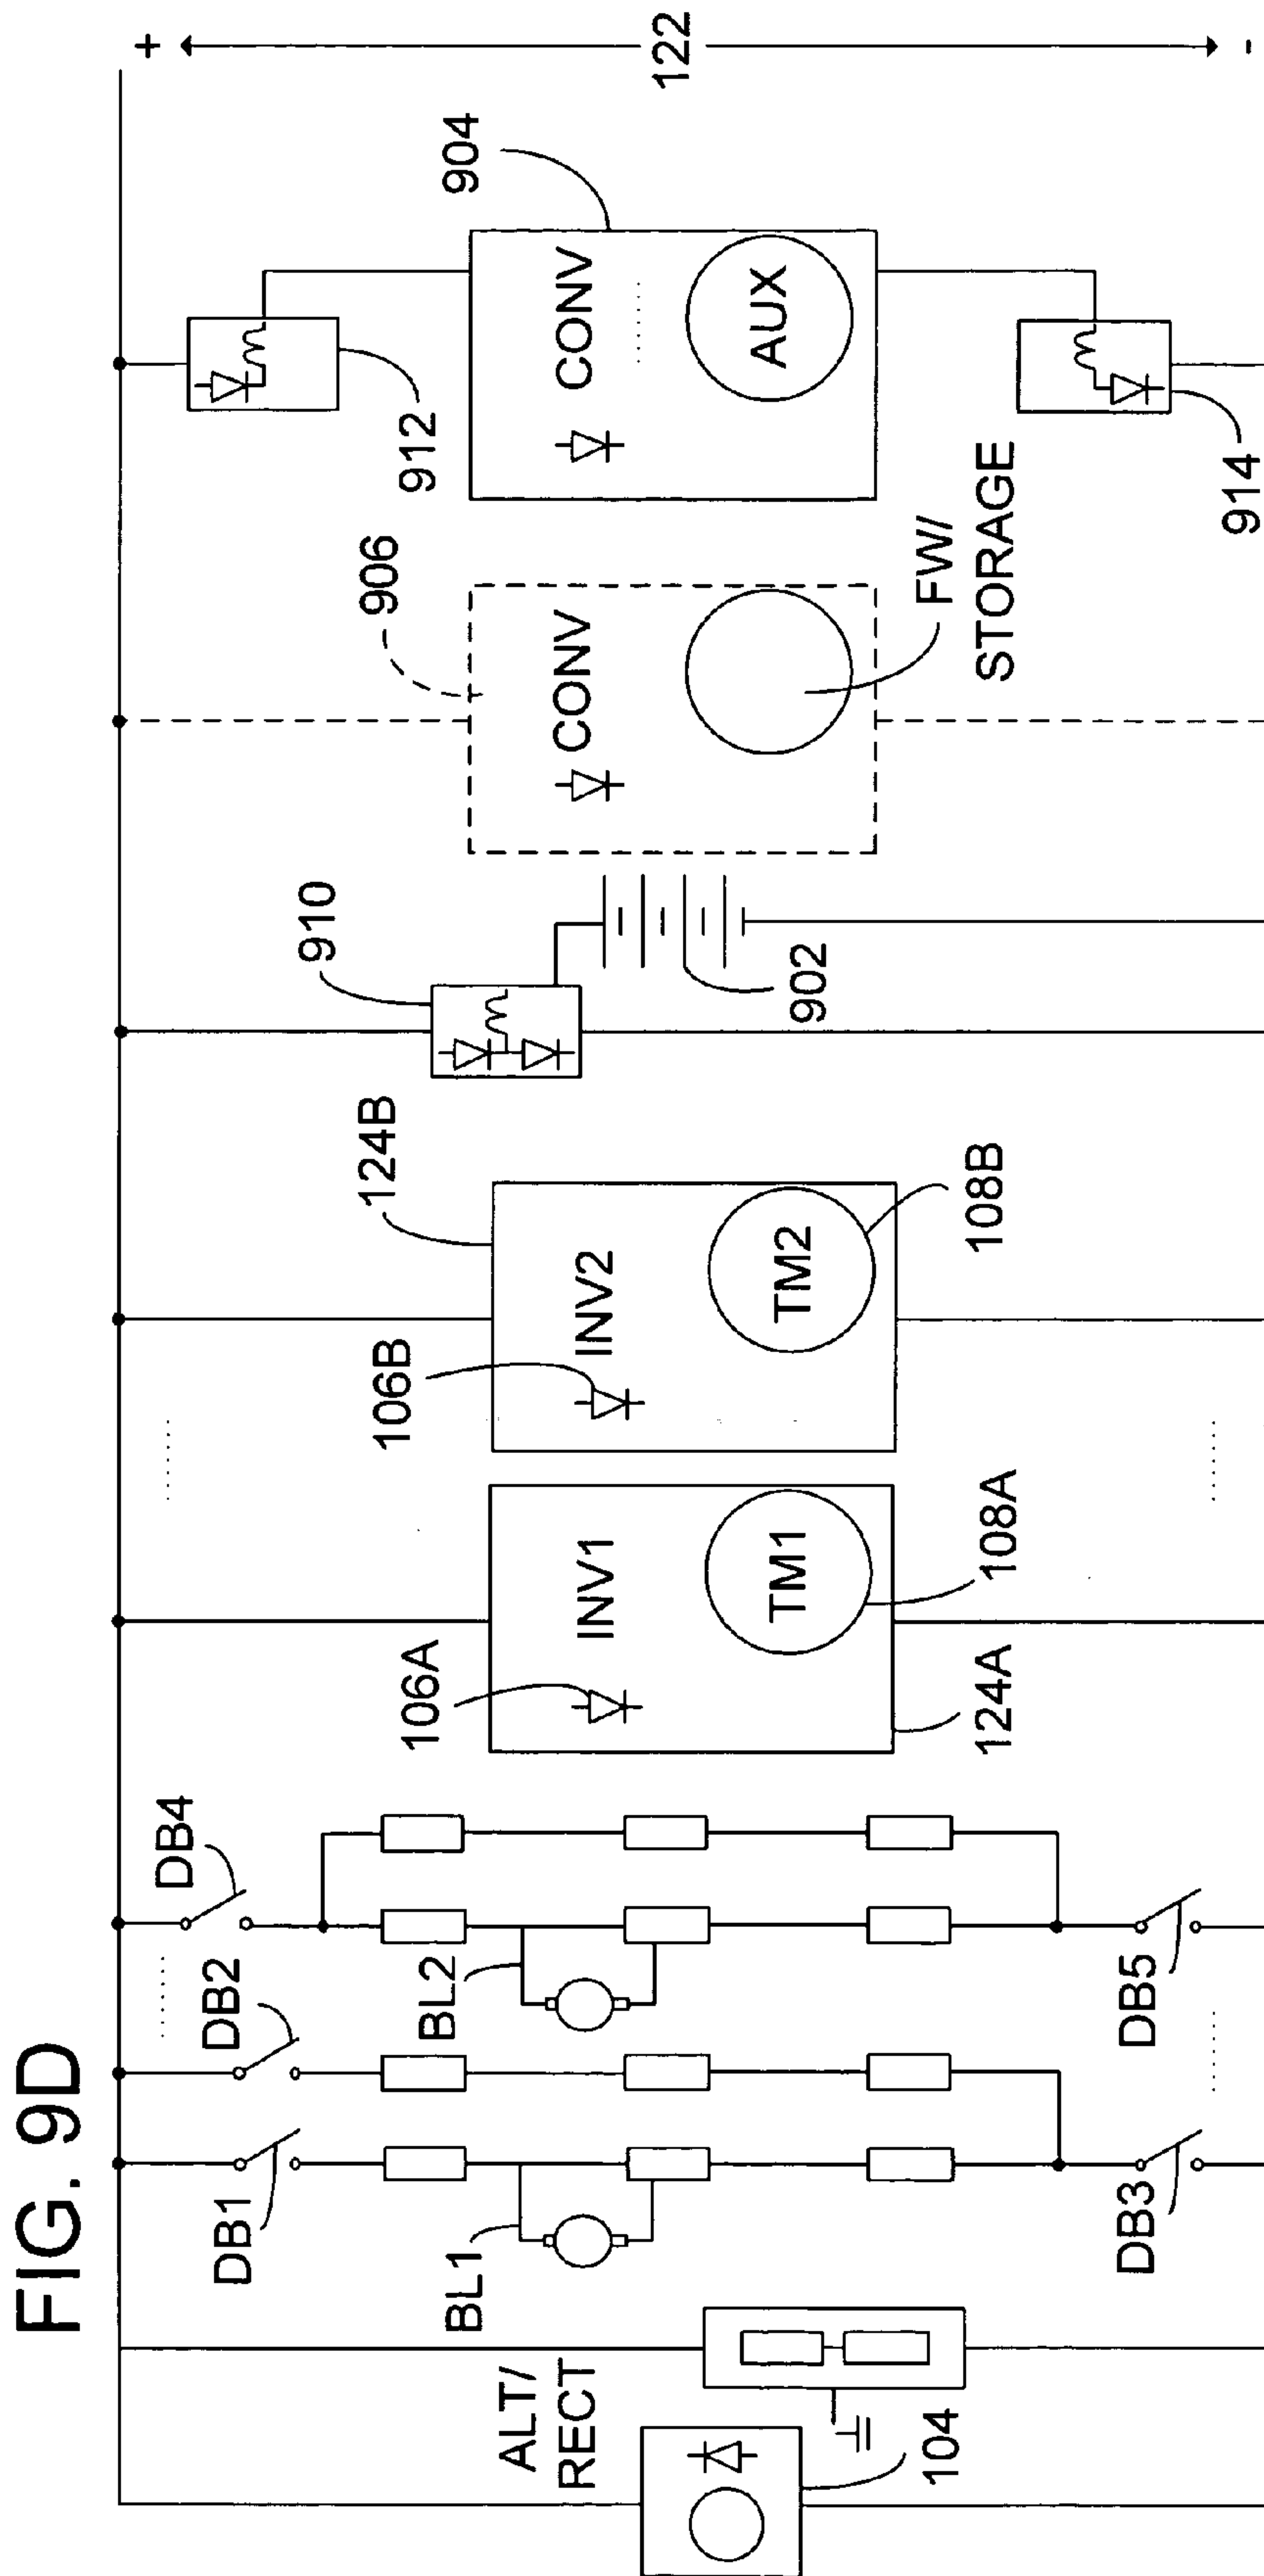 FIG. 9D
ALT/
RECT
104
DB1
BL1
DB3
DB2
DB4
BL2
DB5
106A
INV1
TM1
108A
124A
106B
INV2
TM2
108B
124B
910
902
906
CONV
FW/
STORAGE
912
CONV
AUX
904
914
+
122
-